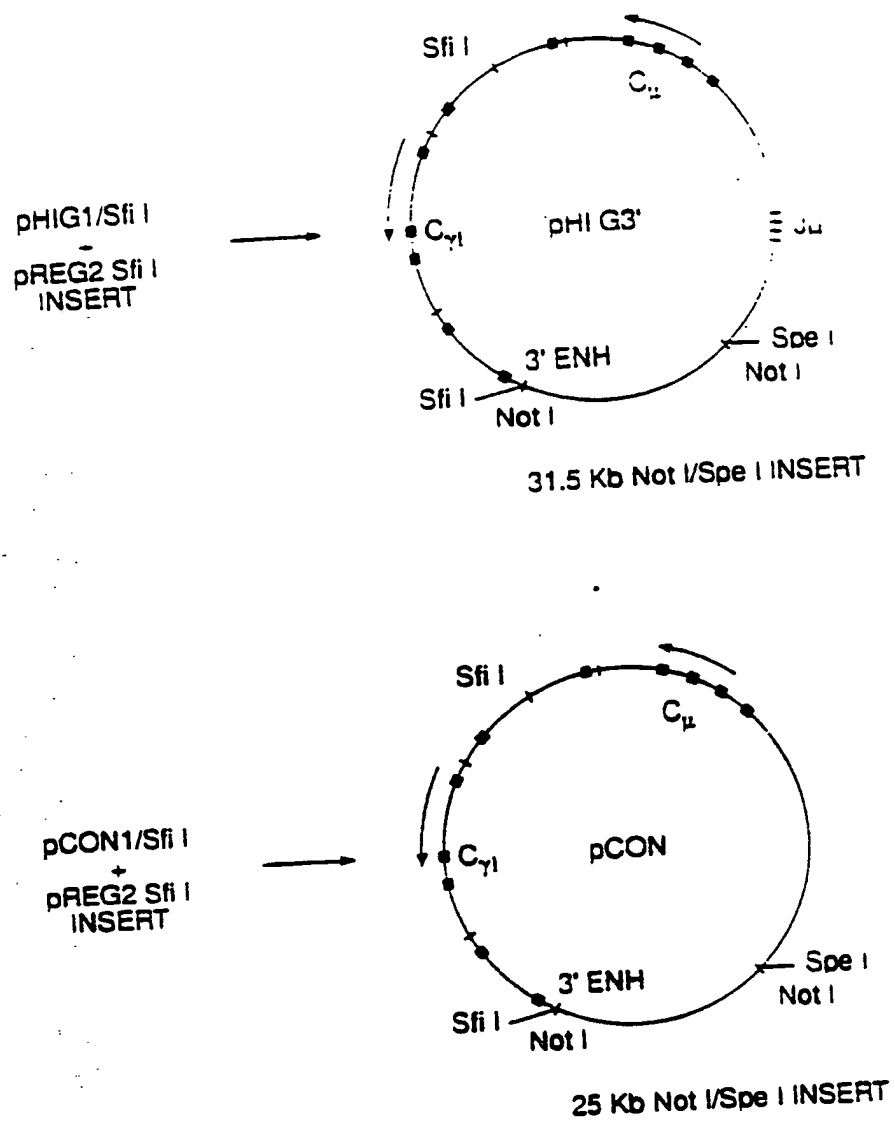 Sfi I
Cμ
pHIG1/Sfi I
+
pREG2 Sfi I
INSERT
Cγ1
pHI G3'
3' ENH
Spe I
Not I
Sfi I
Not I
31.5 Kb Not I/Spe I INSERT
Sfi I
Cμ
pCON1/Sfi I
+
pREG2 Sfi I
INSERT
Cγ1
pCON
3' ENH
Spe I
Not I
Sfi I
Not I
25 Kb Not I/Spe I INSERT